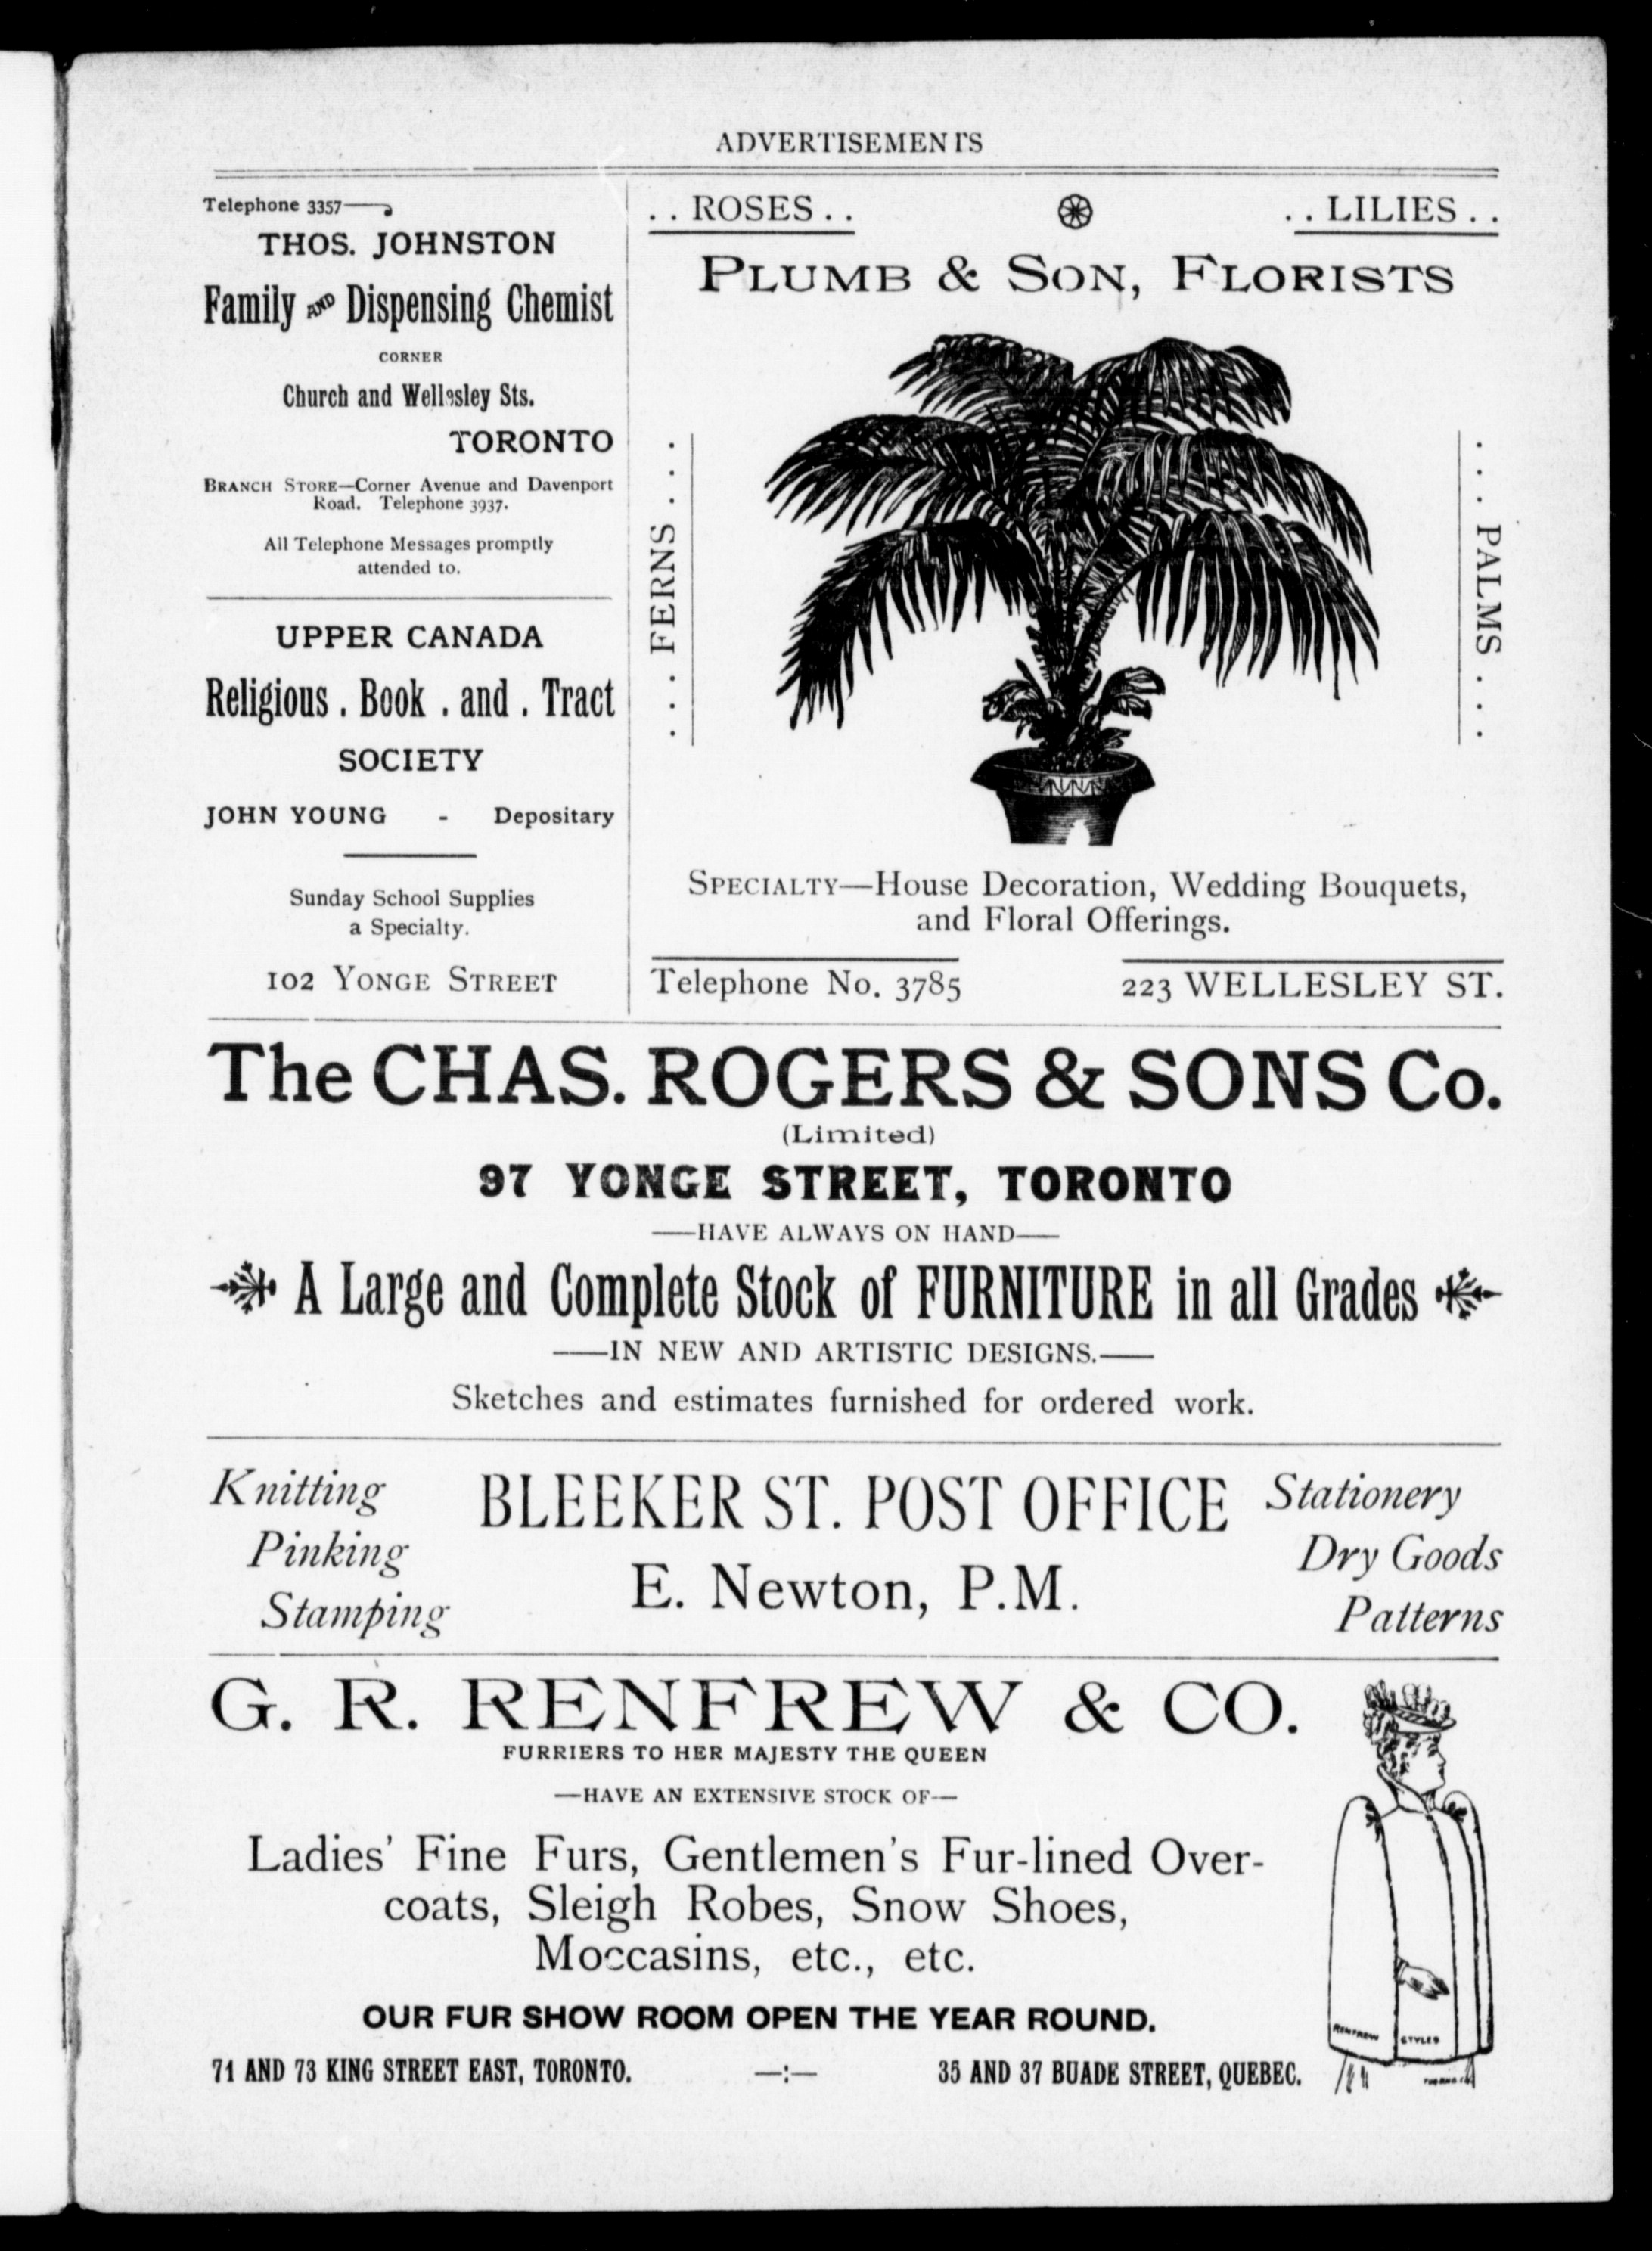 ADVERTISEMENTS
Telephone 3357
THOS. JOHNSTON
Family AND Dispensing Chemist
CORNER
Church and Wellesley Sts.
TORONTO
BRANCH STORE—Corner Avenue and Davenport
Road. Telephone 3937.
All Telephone Messages promptly
attended to.
UPPER CANADA
Religious . Book . and . Tract
SOCIETY
JOHN YOUNG - Depositary
Sunday School Supplies
a Specialty.
102 YONGE STREET
. . ROSES . . . . LILIES . .
PLUMB & SON, FLORISTS
. . . FERNS . . .
. . . PALMS . . .
SPECIALTY—House Decoration, Wedding Bouquets,
and Floral Offerings.
Telephone No. 3785 223 WELLESLEY ST.
The CHAS. ROGERS & SONS Co.
(Limited)
97 YONGE STREET, TORONTO
—HAVE ALWAYS ON HAND—
A Large and Complete Stock of FURNITURE in all Grades
—IN NEW AND ARTISTIC DESIGNS.—
Sketches and estimates furnished for ordered work.
Knitting
Pinking
Stamping
BLEEKER ST. POST OFFICE
E. Newton, P.M.
Stationery
Dry Goods
Patterns
G. R. RENFREW & CO.
FURRIERS TO HER MAJESTY THE QUEEN
—HAVE AN EXTENSIVE STOCK OF—
Ladies' Fine Furs, Gentlemen's Fur-lined Over-
coats, Sleigh Robes, Snow Shoes,
Moccasins, etc., etc.
OUR FUR SHOW ROOM OPEN THE YEAR ROUND.
71 AND 73 KING STREET EAST, TORONTO. —:— 35 AND 37 BUADE STREET, QUEBEC.
RENFREW STYLES